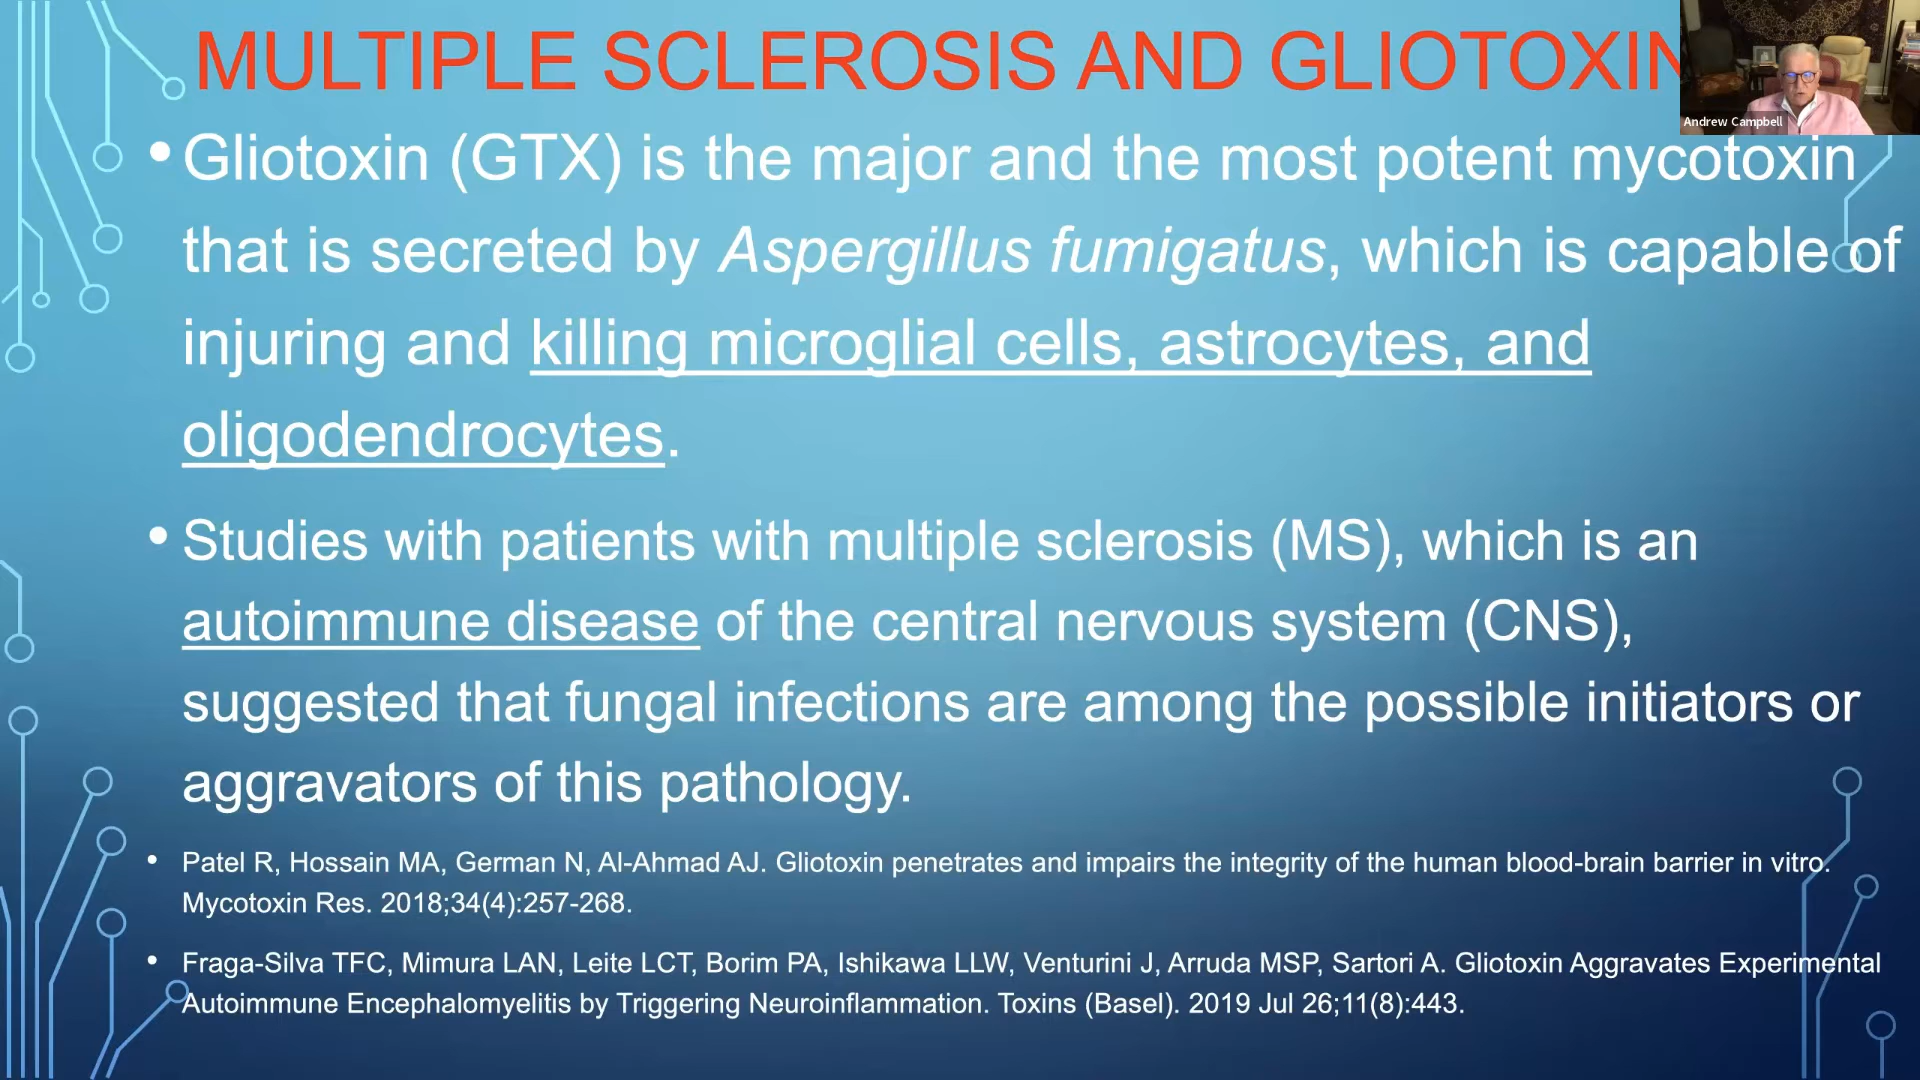 MULTIPLE SCLEROSIS AND GLIOTOXIN
Andrew Campbell
• Gliotoxin (GTX) is the major and the most potent mycotoxin
that is secreted by Aspergillus fumigatus, which is capable of
injuring and killing microglial cells, astrocytes, and
oligodendrocytes.
• Studies with patients with multiple sclerosis (MS), which is an
autoimmune disease of the central nervous system (CNS),
suggested that fungal infections are among the possible initiators or
aggravators of this pathology.
• Patel R, Hossain MA, German N, Al-Ahmad AJ. Gliotoxin penetrates and impairs the integrity of the human blood-brain barrier in vitro.
Mycotoxin Res. 2018;34(4):257-268.
• Fraga-Silva TFC, Mimura LAN, Leite LCT, Borim PA, Ishikawa LLW, Venturini J, Arruda MSP, Sartori A. Gliotoxin Aggravates Experimental
Autoimmune Encephalomyelitis by Triggering Neuroinflammation. Toxins (Basel). 2019 Jul 26;11(8):443.